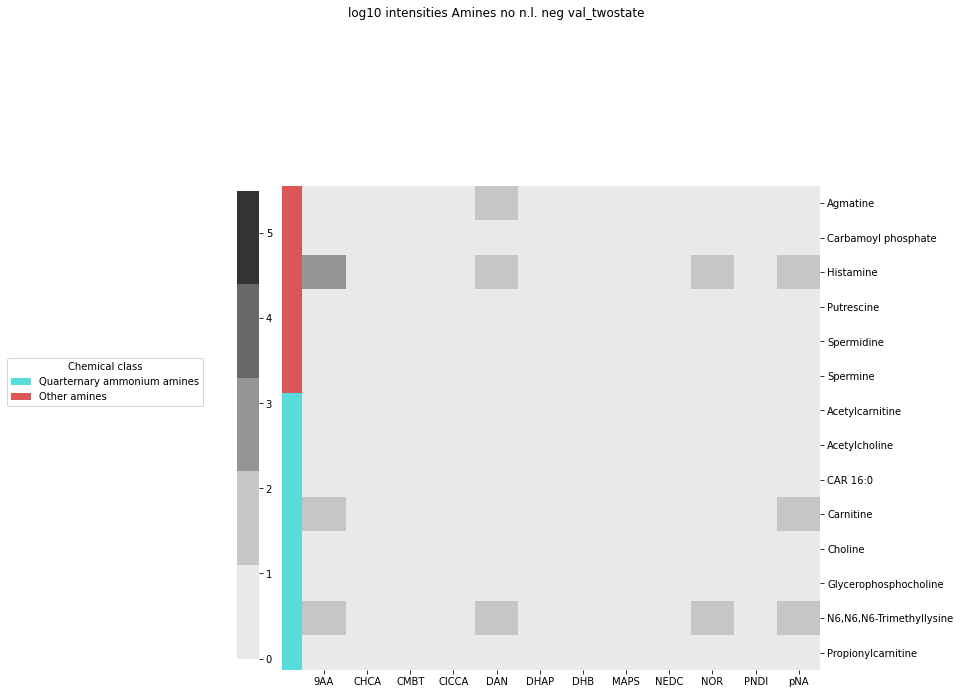 log10 intensities Amines no n.l. neg val_twostate
5
4
3
2
1
0
Chemical class
Quarternary ammonium amines
Other amines
Agmatine
Carbamoyl phosphate
Histamine
Putrescine
Spermidine
Spermine
Acetylcarnitine
Acetylcholine
CAR 16:0
Carnitine
Choline
Glycerophosphocholine
N6,N6,N6-Trimethyllysine
Propionylcarnitine
9AA CHCA CMBT ClCCA DAN DHAP DHB MAPS NEDC NOR PNDI pNA